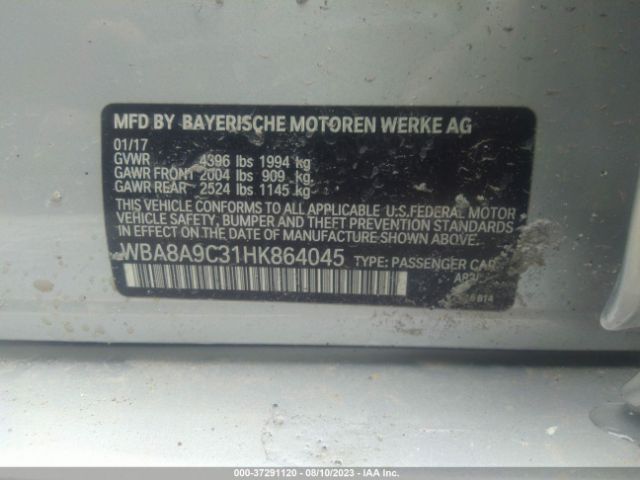 MFD BY BAYERISCHE MOTOREN WERKE AG
01/17
GVWR 4396 lbs 1994 kg
GAWR FRONT 2004 lbs 909 kg
GAWR REAR 2524 lbs 1145 kg
THIS VEHICLE CONFORMS TO ALL APPLICABLE U.S.FEDERAL MOTOR
VEHICLE SAFETY, BUMPER AND THEFT PREVENTION STANDARDS
IN EFFECT ON THE DATE OF MANUFACTURE SHOWN ABOVE.
WBA8A9C31HK864045 TYPE: PASSENGER CAR
000-37291120 - 08/10/2023 - IAA Inc.